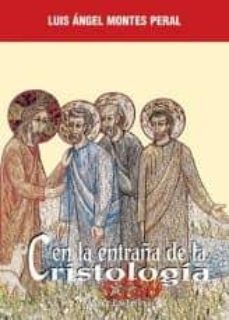 LUIS ÁNGEL MONTES PERAL
en la entraña de la
Cristología